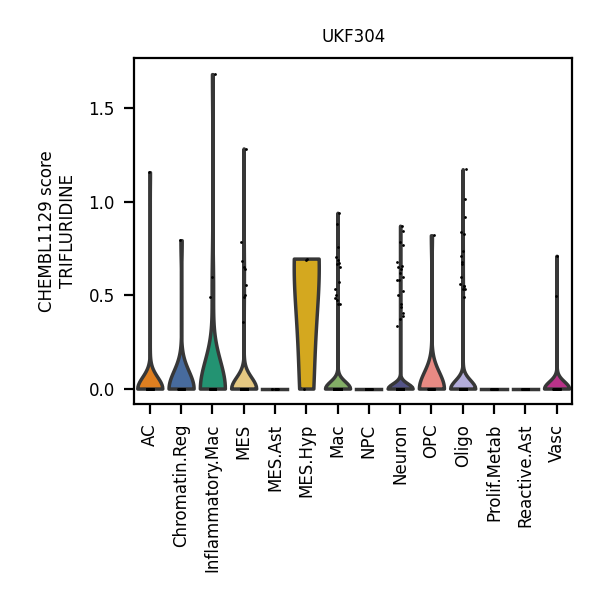 UKF304
CHEMBL1129 score
TRIFLURIDINE
1.5
1.0
0.5
0.0
AC
Chromatin.Reg
Inflammatory.Mac
MES
MES.Ast
MES.Hyp
Mac
NPC
Neuron
OPC
Oligo
Prolif.Metab
Reactive.Ast
Vasc